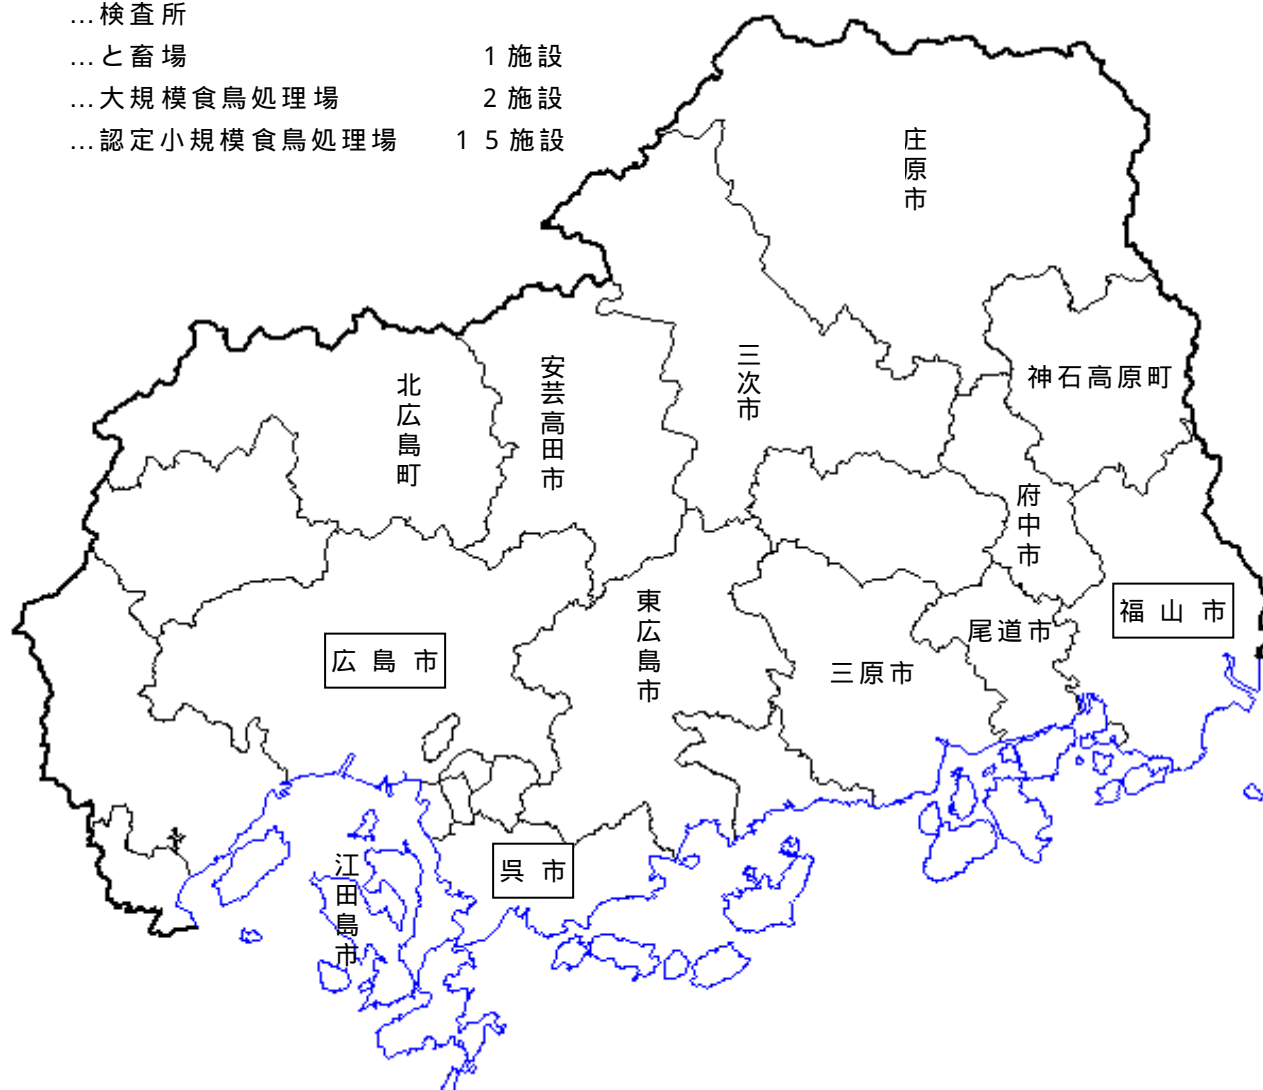 …検査所
…と畜場 1施設
…大規模食鳥処理場 2施設
…認定小規模食鳥処理場 15施設
庄原市
三次市
安芸高田市
北広島町
神石高原町
府中市
福山市
尾道市
東広島市
広島市
三原市
呉市
江田島市